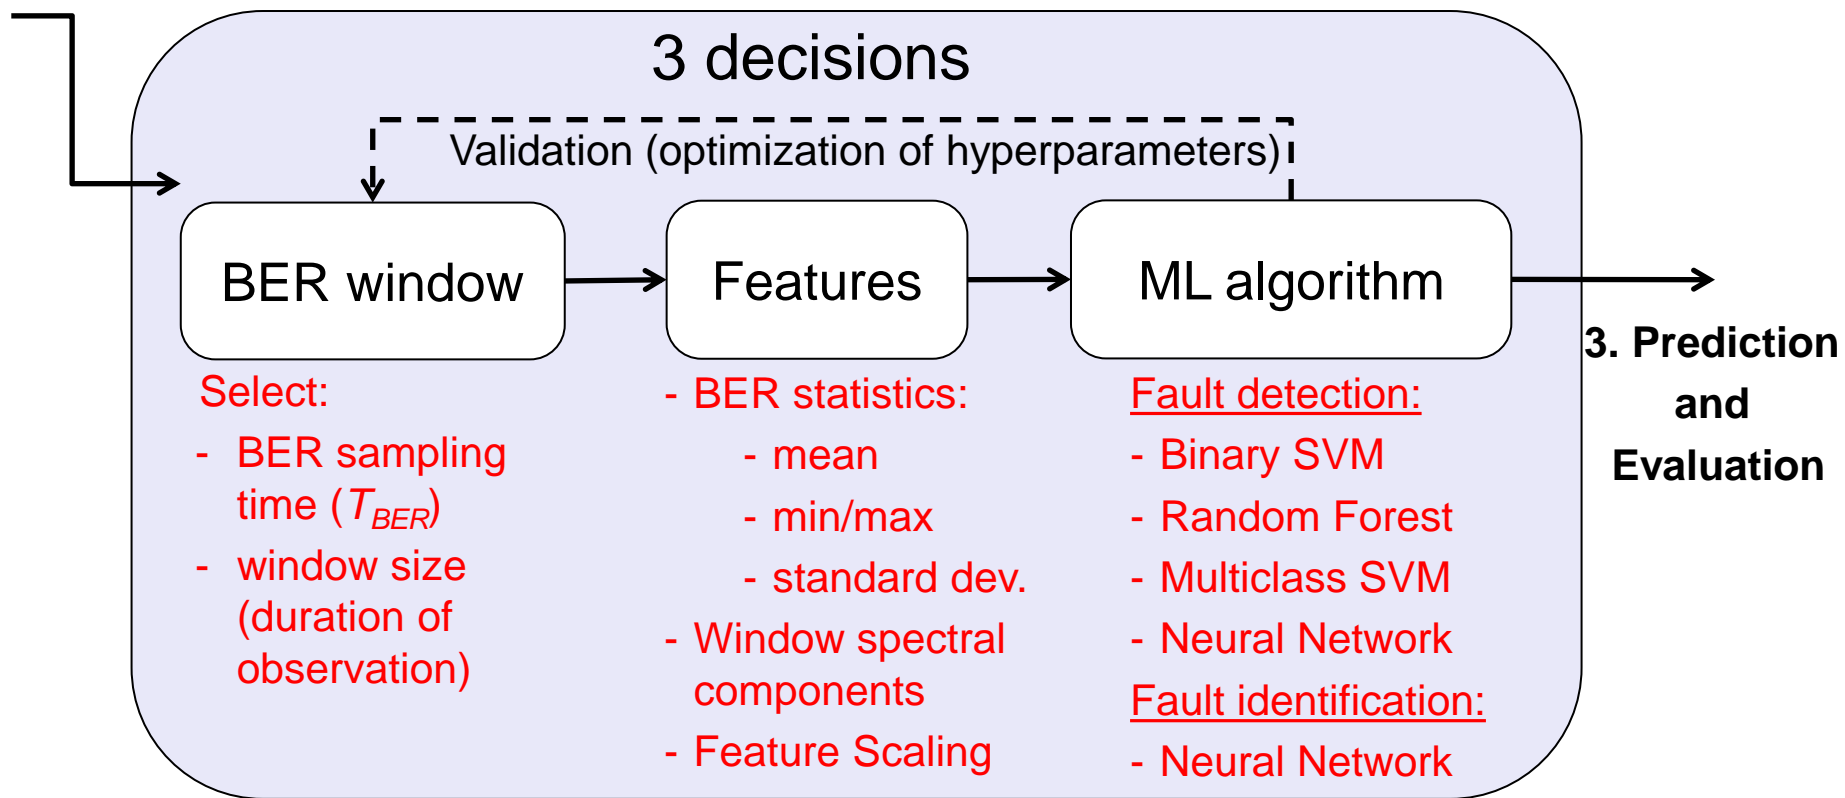 3 decisions
Validation (optimization of hyperparameters)
BER window
Features
ML algorithm
Select:
- BER sampling
time (T_BER)
- window size
(duration of
observation)
- BER statistics:
- mean
- min/max
- standard dev.
- Window spectral
components
- Feature Scaling
Fault detection:
- Binary SVM
- Random Forest
- Multiclass SVM
- Neural Network
Fault identification:
- Neural Network
3. Prediction
and
Evaluation